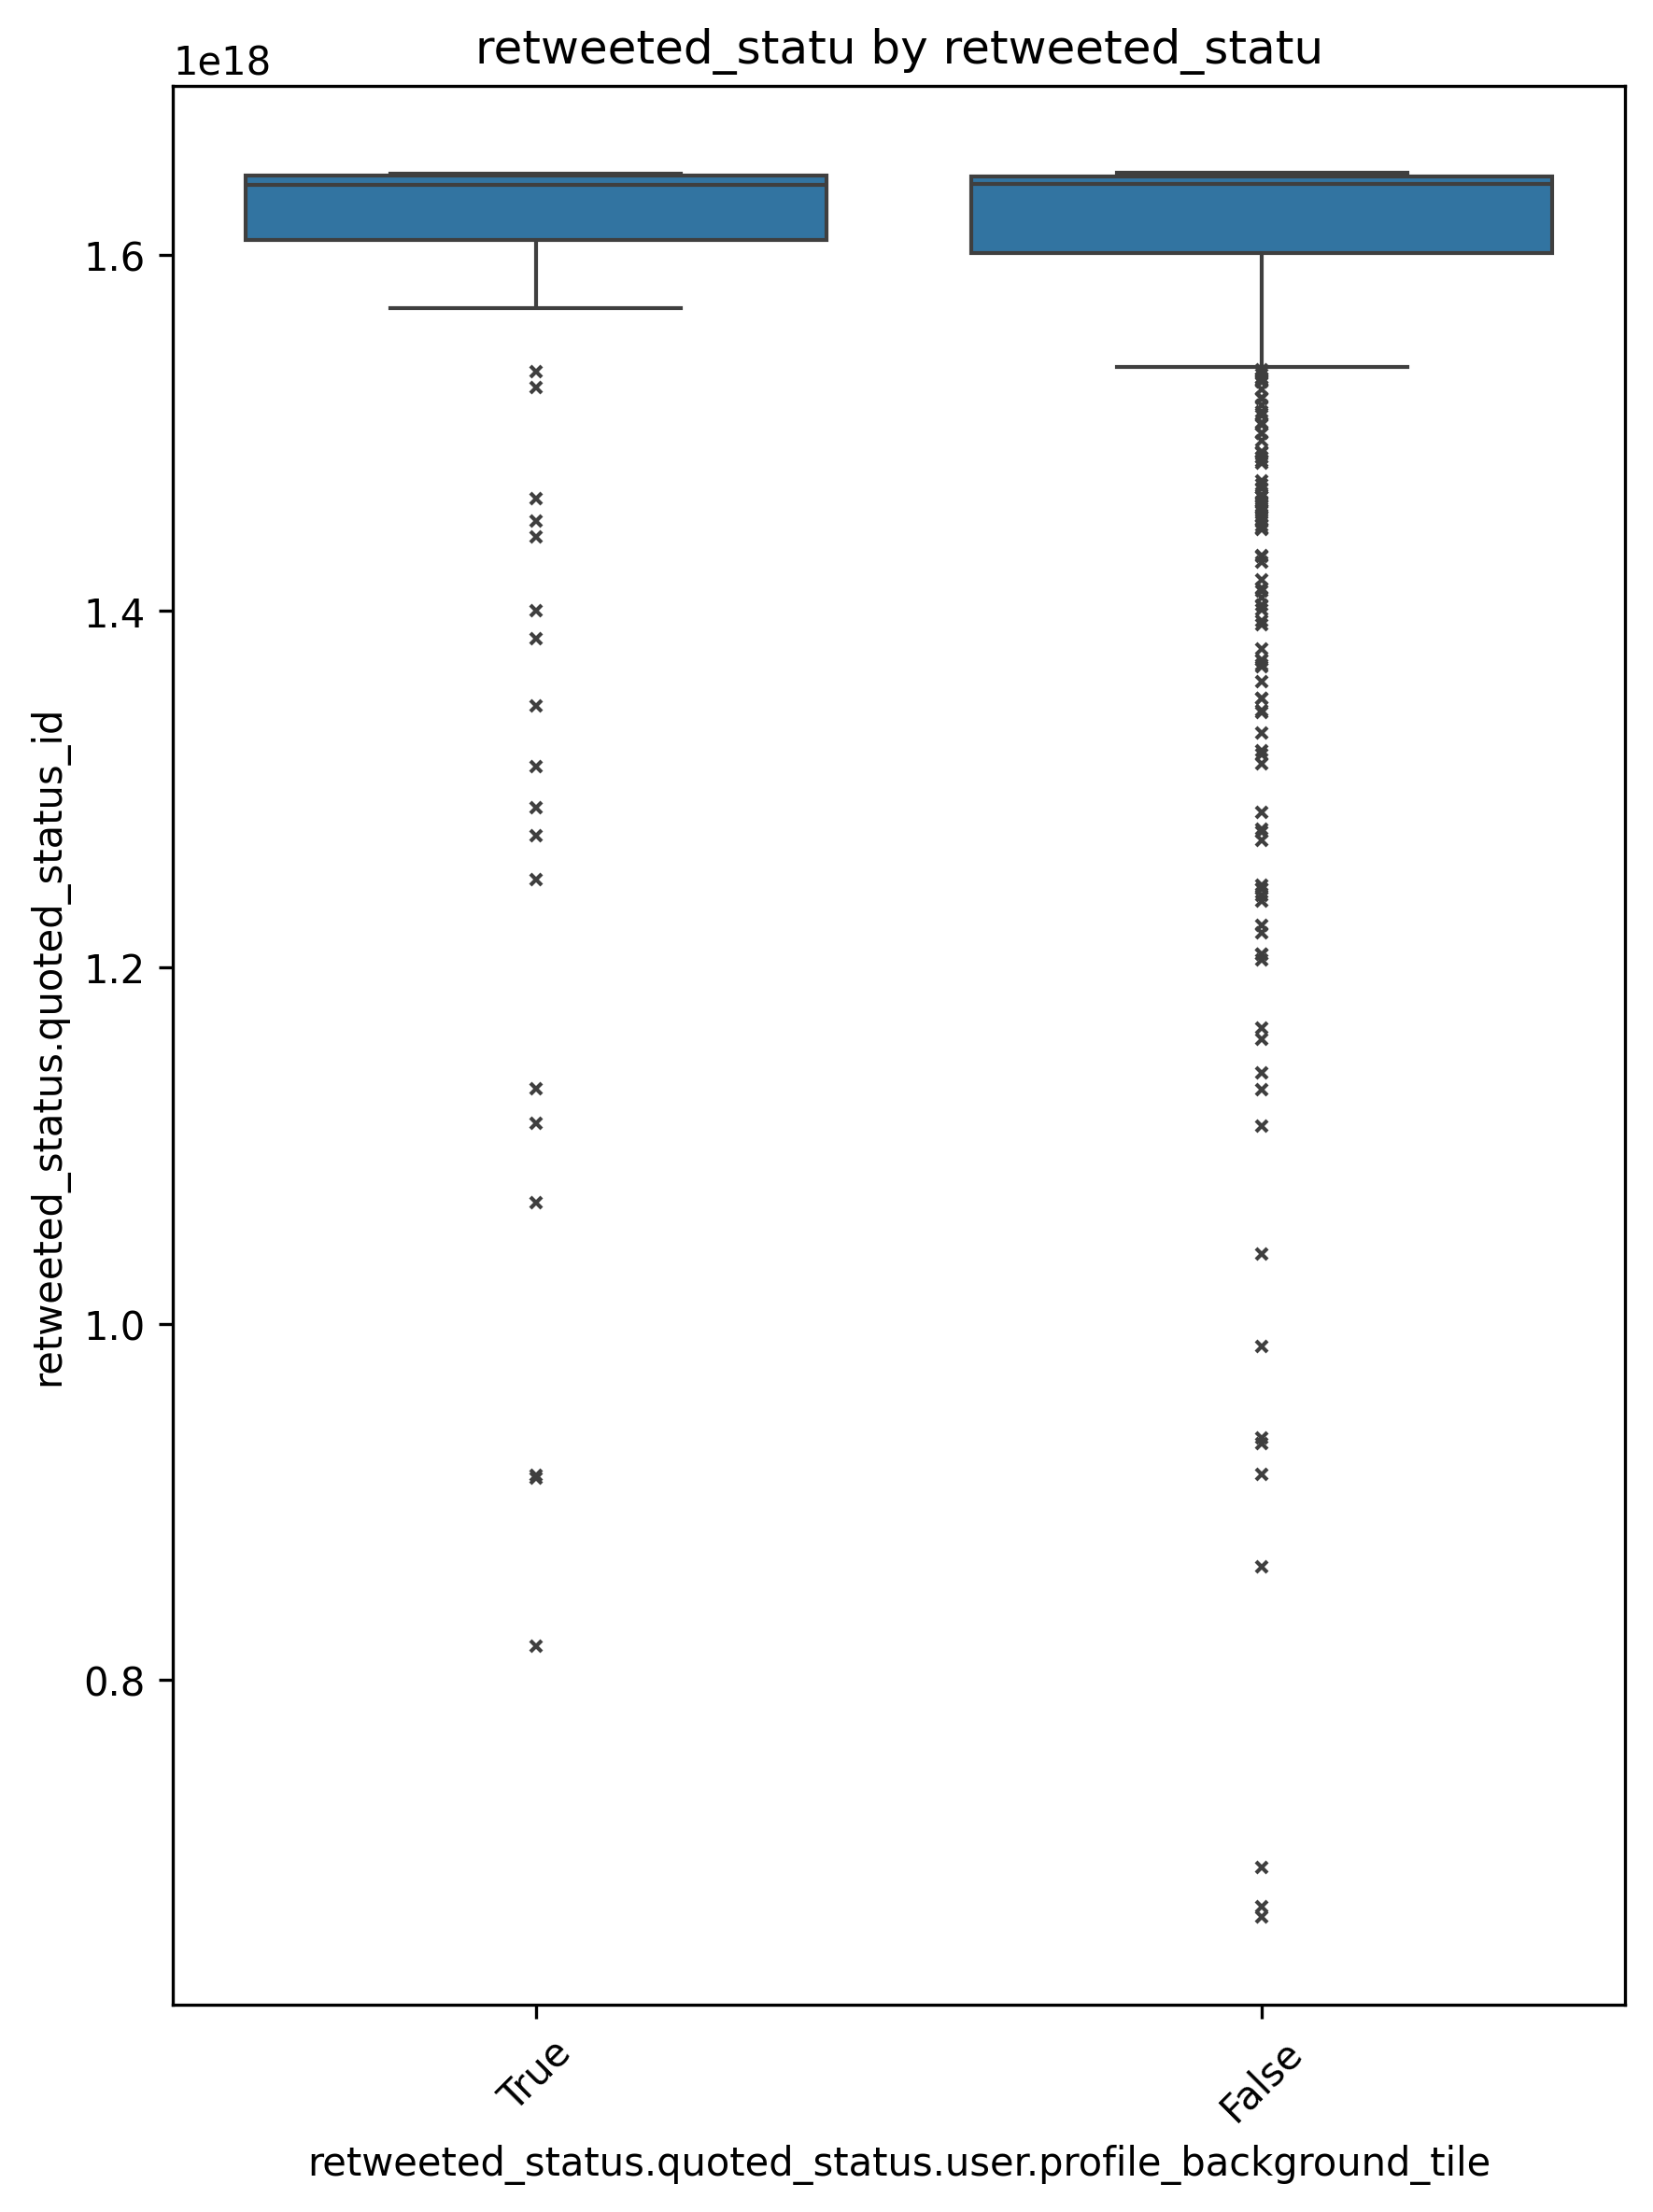 retweeted_statu by retweeted_statu
1e18
1.6
1.4
1.2
1.0
0.8
retweeted_status.quoted_status_id
True
False
retweeted_status.quoted_status.user.profile_background_tile